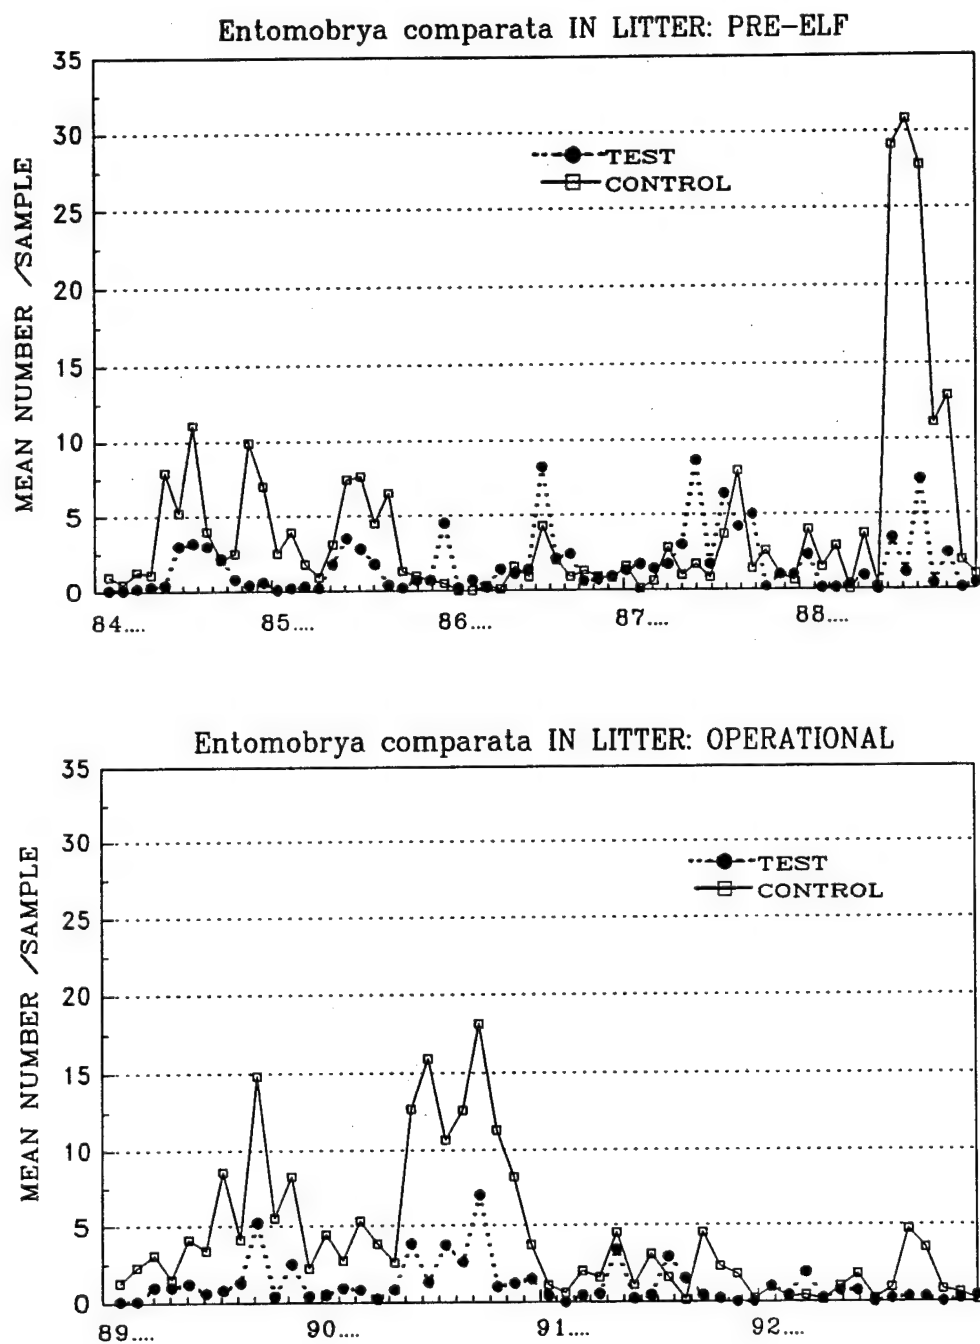 Entomobrya comparata IN LITTER: PRE-ELF
35
30
25
20
15
10
5
0
MEAN NUMBER /SAMPLE
TEST
CONTROL
84.... 85.... 86.... 87.... 88....
Entomobrya comparata IN LITTER: OPERATIONAL
35
30
25
20
15
10
5
0
MEAN NUMBER /SAMPLE
TEST
CONTROL
89.... 90.... 91.... 92....